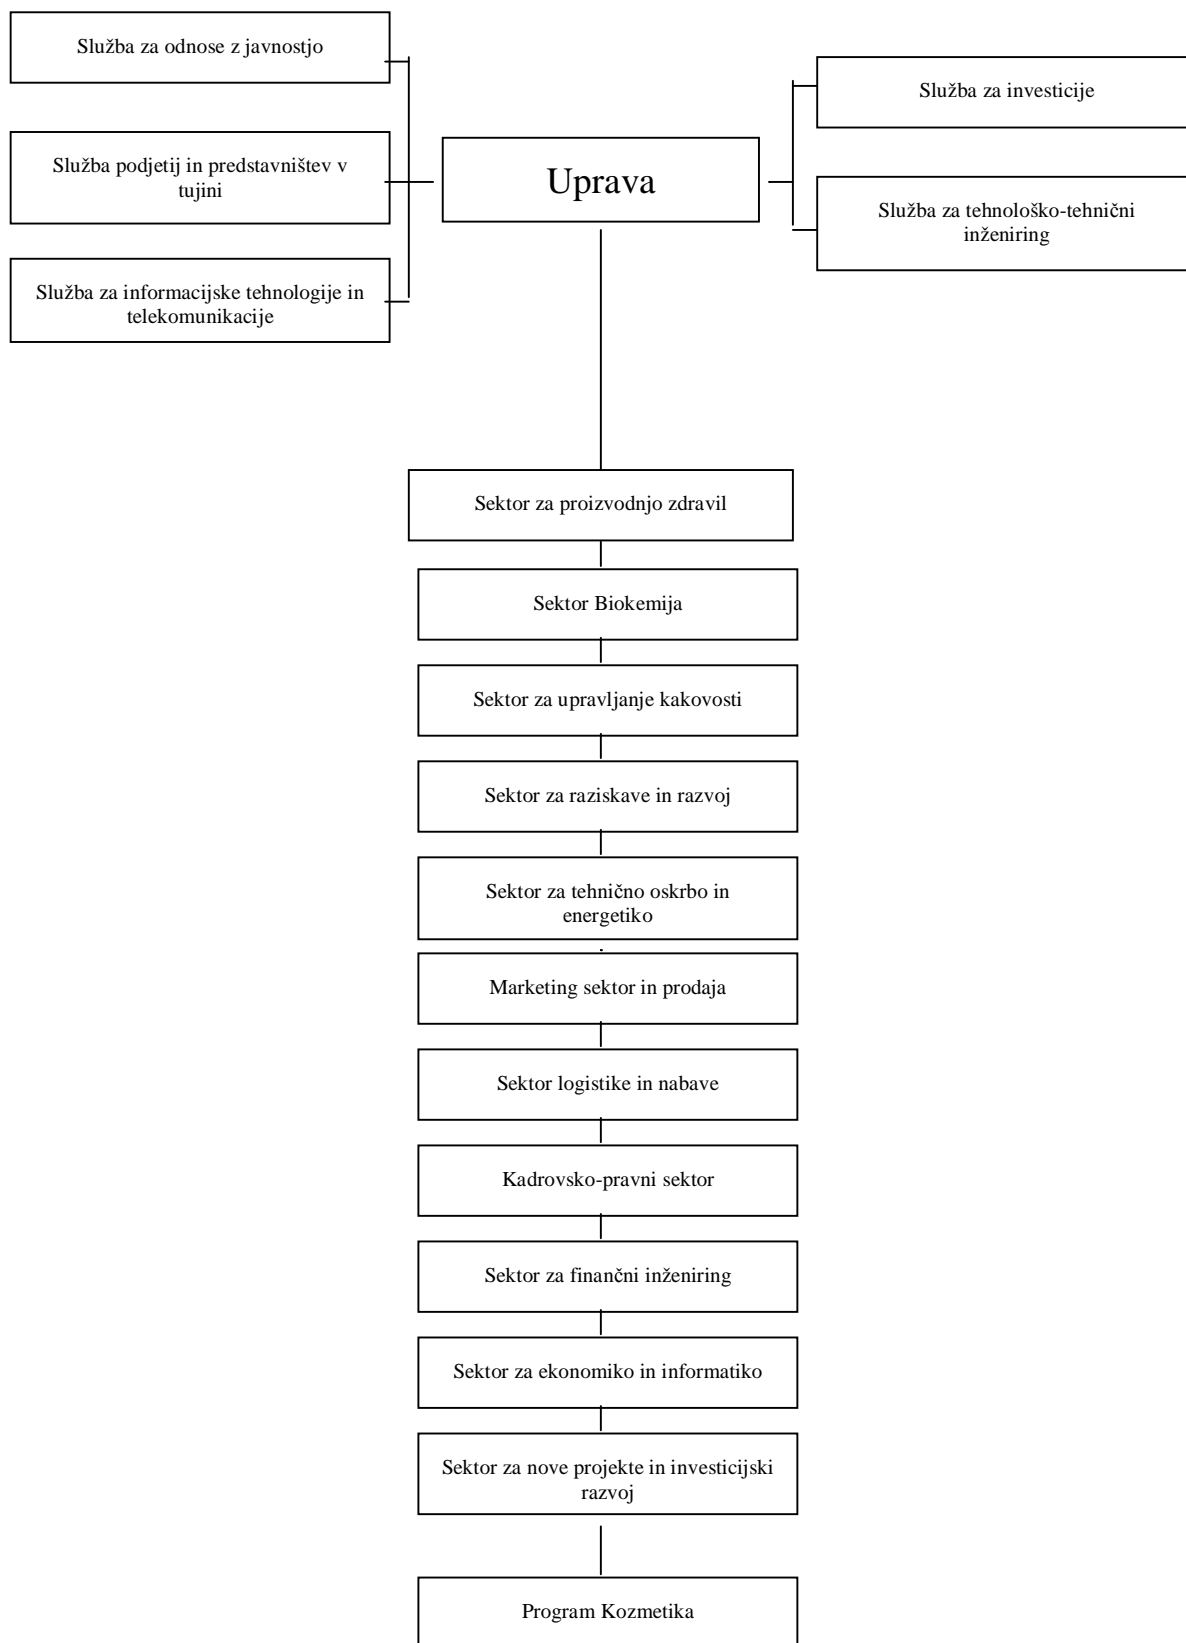 Služba za odnose z javnostjo
Služba za investicije
Služba podjetij in predstavništev v
tujini
Uprava
Služba za tehnološko-tehnični
inženiring
Služba za informacijske tehnologije in
telekomunikacije
Sektor za proizvodnjo zdravil
Sektor Biokemija
Sektor za upravljanje kakovosti
Sektor za raziskave in razvoj
Sektor za tehnično oskrbo in
energetiko
Marketing sektor in prodaja
Sektor logistike in nabave
Kadrovsko-pravni sektor
Sektor za finančni inženiring
Sektor za ekonomiko in informatiko
Sektor za nove projekte in investicijski
razvoj
Program Kozmetika